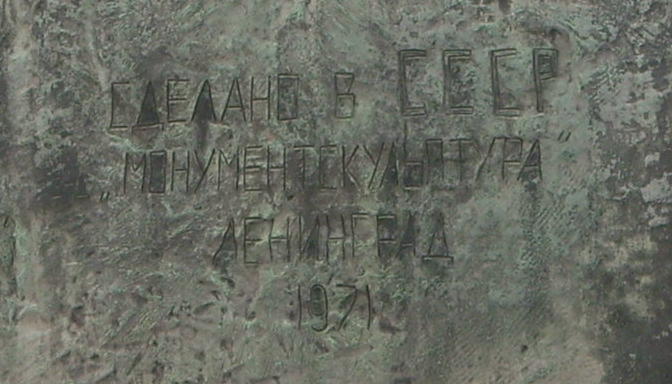 СДЕЛАНО В СССР
„МОНУМЕНТСКУЛЬПТУРА"
ЛЕНИНГРАД
1971